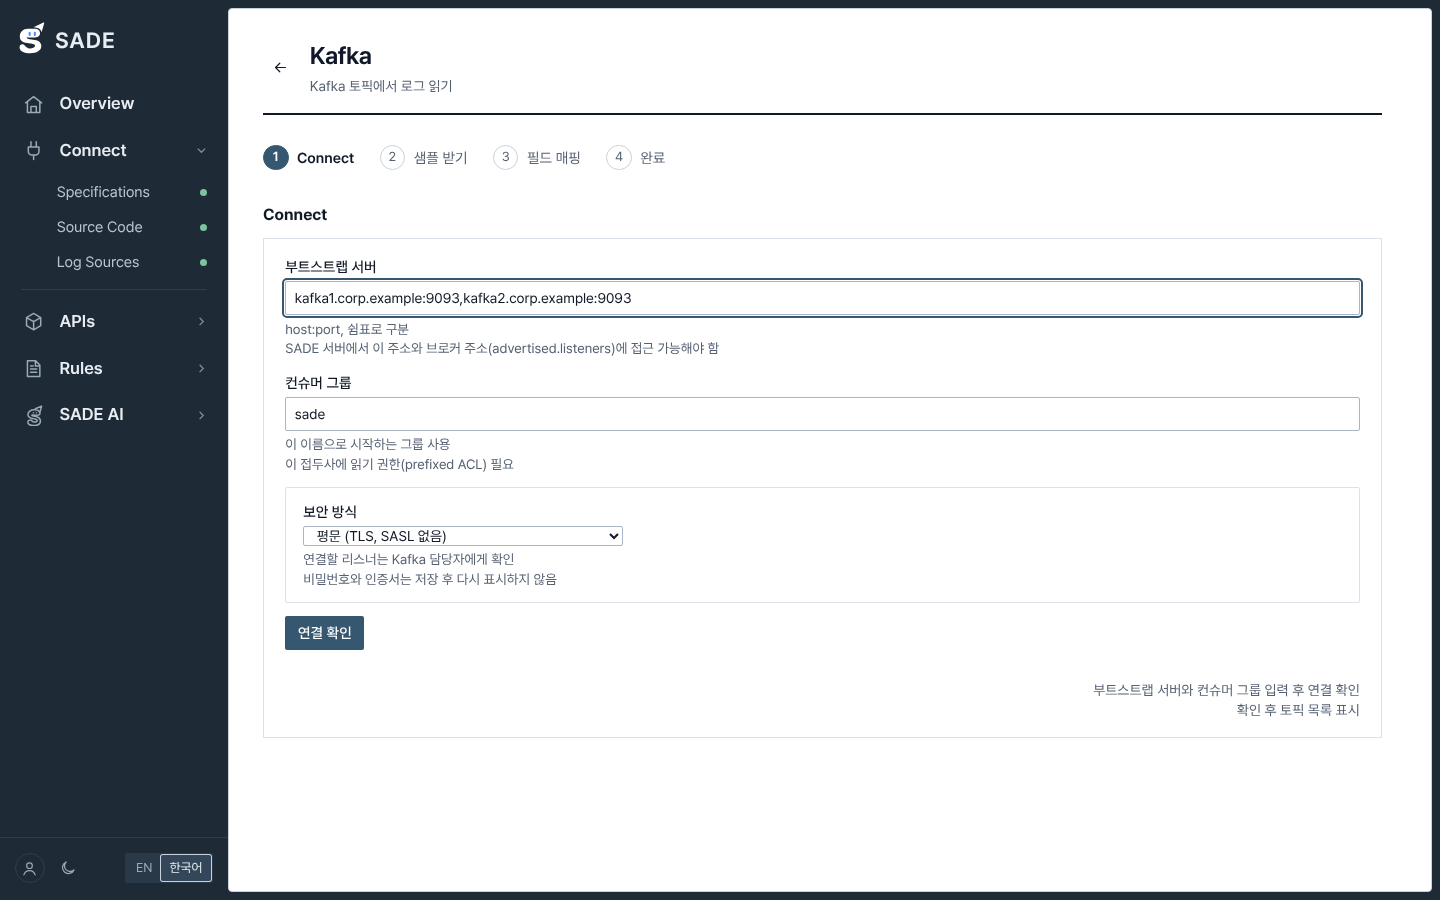 SADE
Overview
Connect
Specifications
Source Code
Log Sources
APIs
Rules
SADE AI
EN
한국어
Kafka
Kafka 토픽에서 로그 읽기
1 Connect
2 샘플 받기
3 필드 매핑
4 완료
Connect
부트스트랩 서버
kafka1.corp.example:9093,kafka2.corp.example:9093
host:port, 쉼표로 구분
SADE 서버에서 이 주소와 브로커 주소(advertised.listeners)에 접근 가능해야 함
컨슈머 그룹
sade
이 이름으로 시작하는 그룹 사용
이 접두사에 읽기 권한(prefixed ACL) 필요
보안 방식
평문 (TLS, SASL 없음)
연결할 리스너는 Kafka 담당자에게 확인
비밀번호와 인증서는 저장 후 다시 표시하지 않음
연결 확인
부트스트랩 서버와 컨슈머 그룹 입력 후 연결 확인
확인 후 토픽 목록 표시